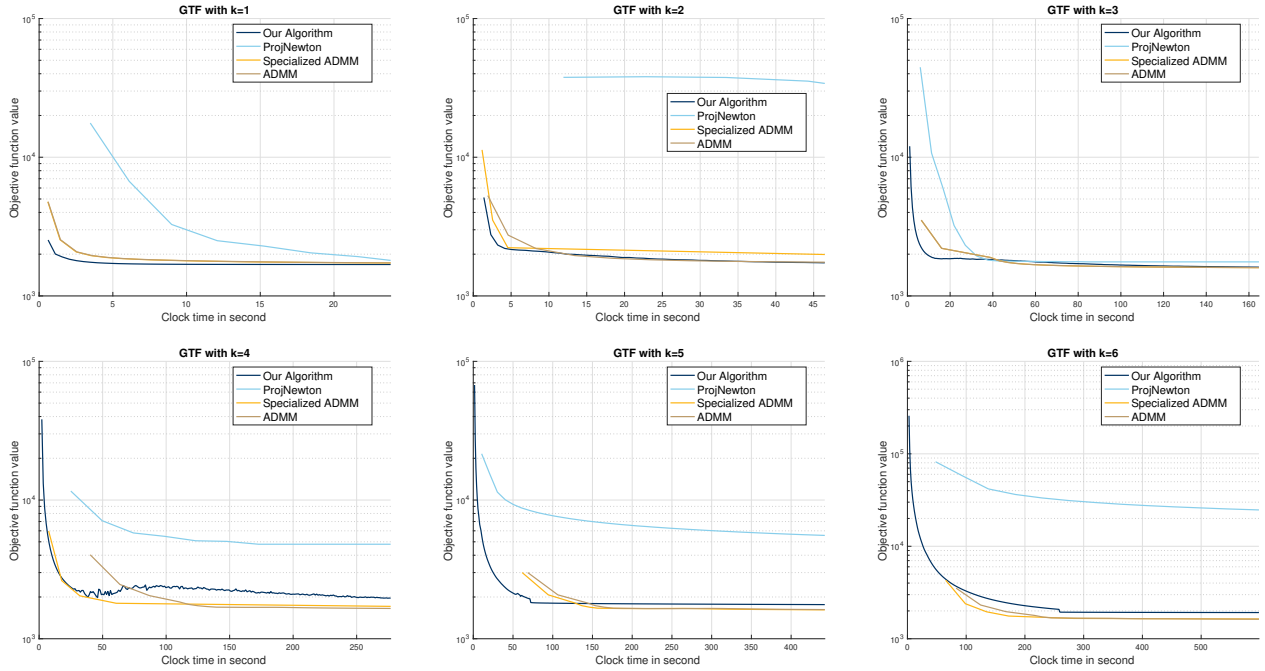 GTF with k=1
10^5
10^4
10^3
Objective function value
Our Algorithm
ProjNewton
Specialized ADMM
ADMM
0 5 10 15 20
Clock time in second
GTF with k=2
10^5
10^4
10^3
Objective function value
Our Algorithm
ProjNewton
Specialized ADMM
ADMM
0 5 10 15 20 25 30 35 40 45
Clock time in second
GTF with k=3
10^5
10^4
10^3
Objective function value
Our Algorithm
ProjNewton
Specialized ADMM
ADMM
0 20 40 60 80 100 120 140 160
Clock time in second
GTF with k=4
10^5
10^4
10^3
Objective function value
Our Algorithm
ProjNewton
Specialized ADMM
ADMM
0 50 100 150 200 250
Clock time in second
GTF with k=5
10^5
10^4
10^3
Objective function value
Our Algorithm
ProjNewton
Specialized ADMM
ADMM
0 50 100 150 200 250 300 350 400
Clock time in second
GTF with k=6
10^6
10^5
10^4
10^3
Objective function value
Our Algorithm
ProjNewton
Specialized ADMM
ADMM
0 100 200 300 400 500
Clock time in second